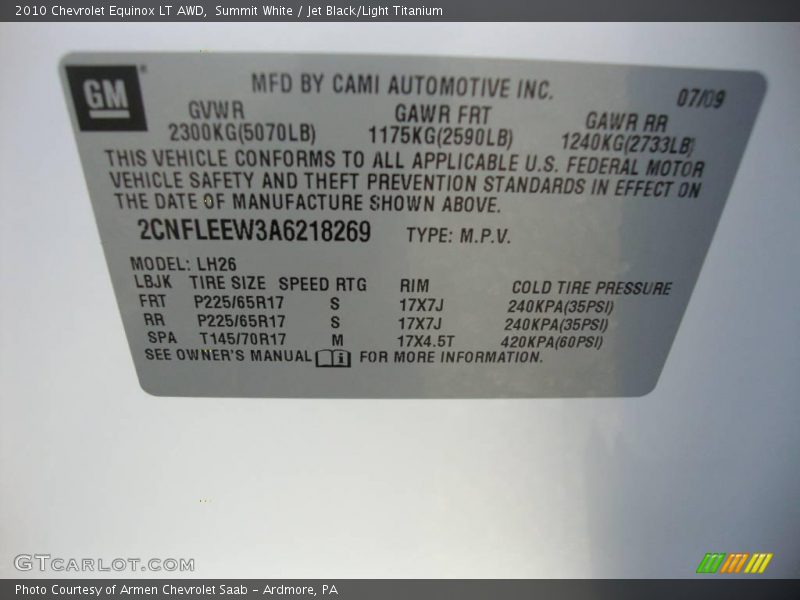 2010 Chevrolet Equinox LT AWD,  Summit White / Jet Black/Light Titanium
GM
MFD BY CAMI AUTOMOTIVE INC.
07/09
GVWR GAWR FRT GAWR RR
2300KG(5070LB) 1175KG(2590LB) 1240KG(2733LB)
THIS VEHICLE CONFORMS TO ALL APPLICABLE U.S. FEDERAL MOTOR
VEHICLE SAFETY AND THEFT PREVENTION STANDARDS IN EFFECT ON
THE DATE OF MANUFACTURE SHOWN ABOVE.
2CNFLEEW3A6218269 TYPE: M.P.V.
MODEL: LH26
LBJK TIRE SIZE SPEED RTG RIM COLD TIRE PRESSURE
FRT P225/65R17 S 17X7J 240KPA(35PSI)
RR P225/65R17 S 17X7J 240KPA(35PSI)
SPA T145/70R17 M 17X4.5T 420KPA(60PSI)
SEE OWNER'S MANUAL FOR MORE INFORMATION.
GTCARLOT.COM
Photo Courtesy of Armen Chevrolet Saab - Ardmore, PA